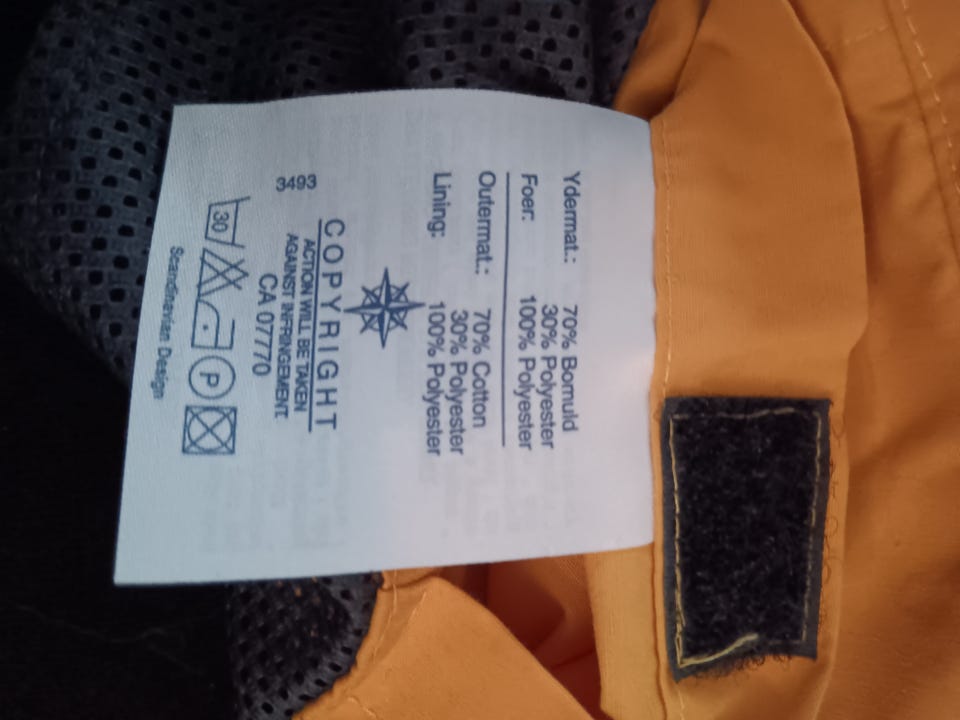 Ydermat.: 70% Bomuld
30% Polyester
Foer: 100% Polyester
Outermat.: 70% Cotton
30% Polyester
Lining: 100% Polyester
COPYRIGHT
ACTION WILL BE TAKEN
AGAINST INFRINGEMENT
CA 07770
3493
30 P
Scandinavian Design